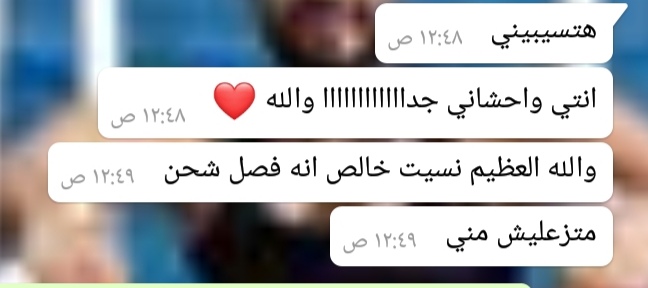 هتسيبيني ١٢:٤٨ ص
انتي واحشاني جداااااااااااااا والله ❤️ ١٢:٤٨ ص
والله العظيم نسيت خالص انه فصل شحن ١٢:٤٩ ص
متزعليش مني ١٢:٤٩ ص